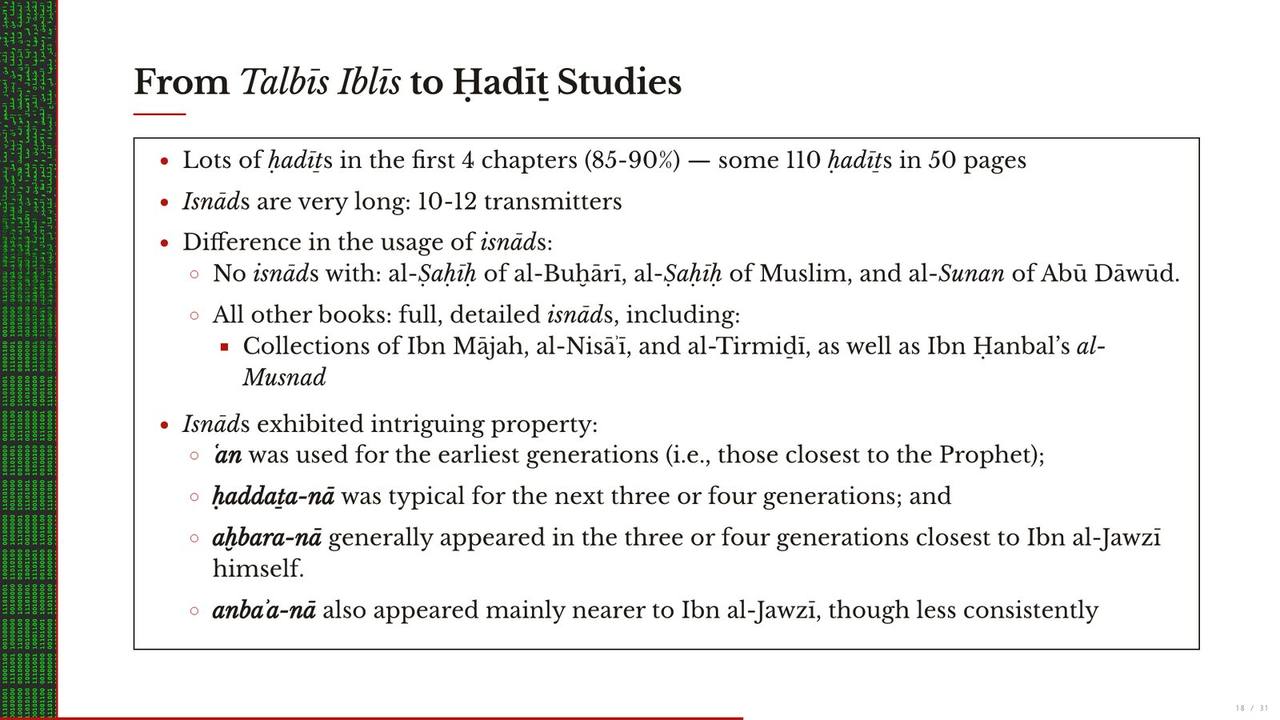 From Talbīs Iblīs to Ḥadīṯ Studies
• Lots of ḥadīṯs in the first 4 chapters (85-90%) — some 110 ḥadīṯs in 50 pages
• Isnāds are very long: 10-12 transmitters
• Difference in the usage of isnāds:
○ No isnāds with: al-Ṣaḥīḥ of al-Buḫārī, al-Ṣaḥīḥ of Muslim, and al-Sunan of Abū Dāwūd.
○ All other books: full, detailed isnāds, including:
▪ Collections of Ibn Mājah, al-Nisāʾī, and al-Tirmiḏī, as well as Ibn Ḥanbal’s al-
Musnad
• Isnāds exhibited intriguing property:
○ ʿan was used for the earliest generations (i.e., those closest to the Prophet);
○ ḥaddaṯa-nā was typical for the next three or four generations; and
○ aḫbara-nā generally appeared in the three or four generations closest to Ibn al-Jawzī
himself.
○ anbaʾa-nā also appeared mainly nearer to Ibn al-Jawzī, though less consistently
18 / 31